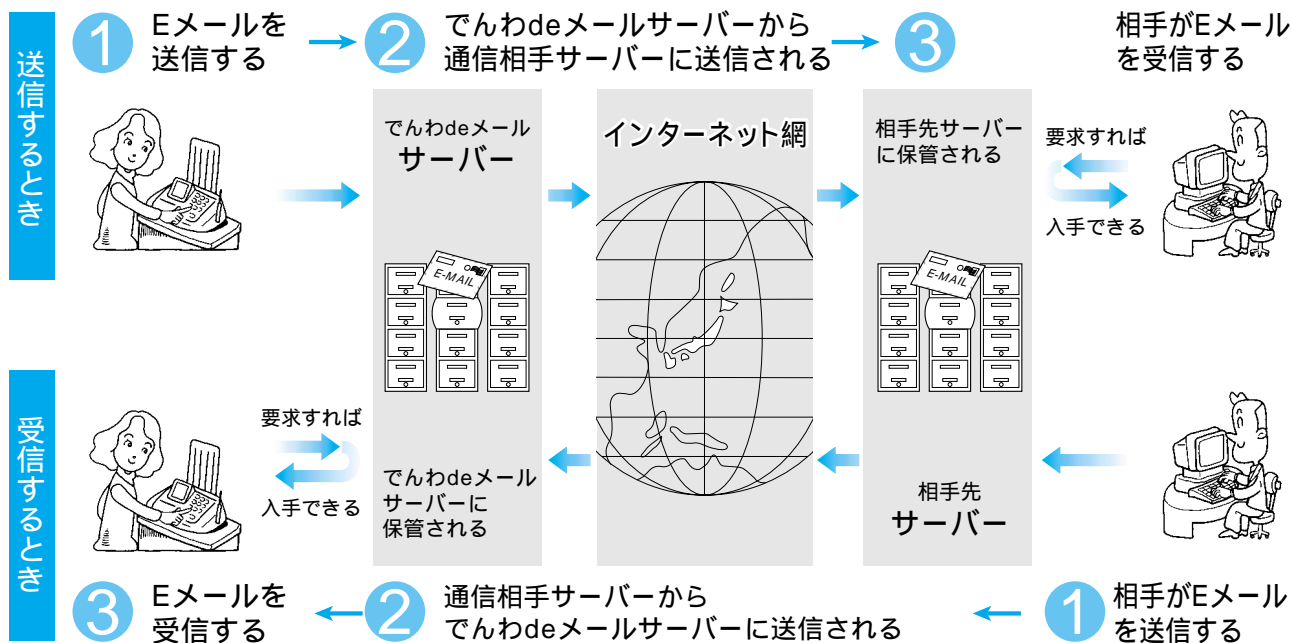 送信するとき
1
Eメールを
送信する
2
でんわdeメールサーバーから
通信相手サーバーに送信される
3
相手がEメール
を受信する
でんわdeメール
サーバー
インターネット網
相手先サーバー
に保管される
要求すれば
入手できる
E-MAIL
E-MAIL
受信するとき
要求すれば
入手できる
でんわdeメール
サーバーに
保管される
相手先
サーバー
3
Eメールを
受信する
2
通信相手サーバーから
でんわdeメールサーバーに送信される
1
相手がEメール
を送信する